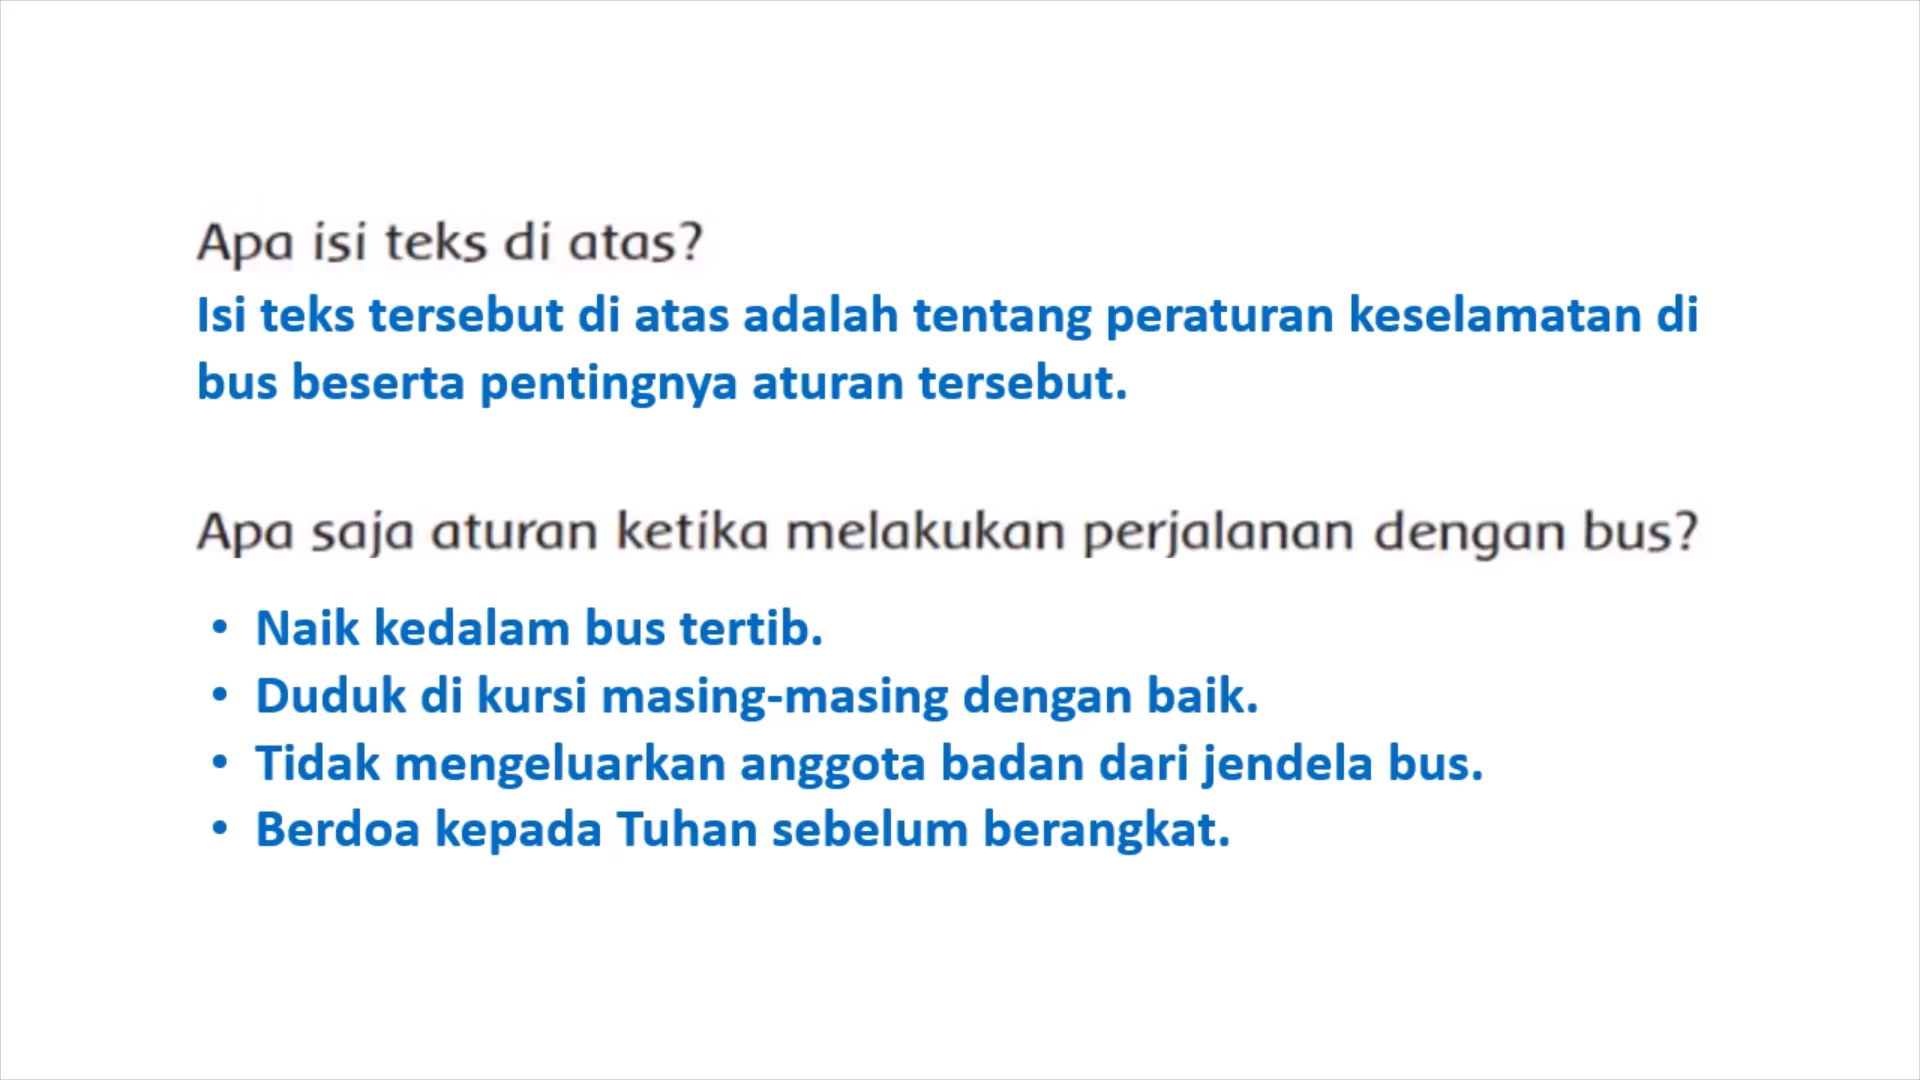 Apa isi teks di atas?
Isi teks tersebut di atas adalah tentang peraturan keselamatan di
bus beserta pentingnya aturan tersebut.
Apa saja aturan ketika melakukan perjalanan dengan bus?
• Naik kedalam bus tertib.
• Duduk di kursi masing-masing dengan baik.
• Tidak mengeluarkan anggota badan dari jendela bus.
• Berdoa kepada Tuhan sebelum berangkat.